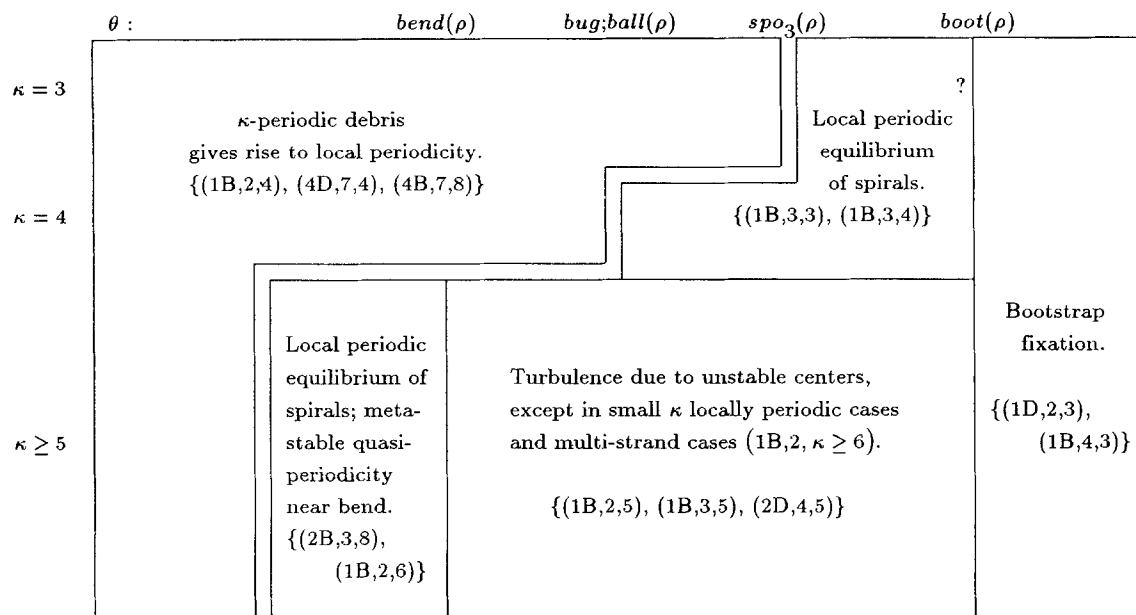 θ : bend(ρ) bug;ball(ρ) spo₃(ρ) boot(ρ)
κ = 3
?
κ-periodic debris
gives rise to local periodicity.
{(1B,2,4), (4D,7,4), (4B,7,8)}
Local periodic
equilibrium
of spirals.
{(1B,3,3), (1B,3,4)}
κ = 4
Local periodic
equilibrium of
spirals; meta-
stable quasi-
periodicity
near bend.
{(2B,3,8),
(1B,2,6)}
Turbulence due to unstable centers,
except in small κ locally periodic cases
and multi-strand cases (1B,2, κ ≥ 6).
{(1B,2,5), (1B,3,5), (2D,4,5)}
Bootstrap
fixation.
{(1D,2,3),
(1B,4,3)}
κ ≥ 5